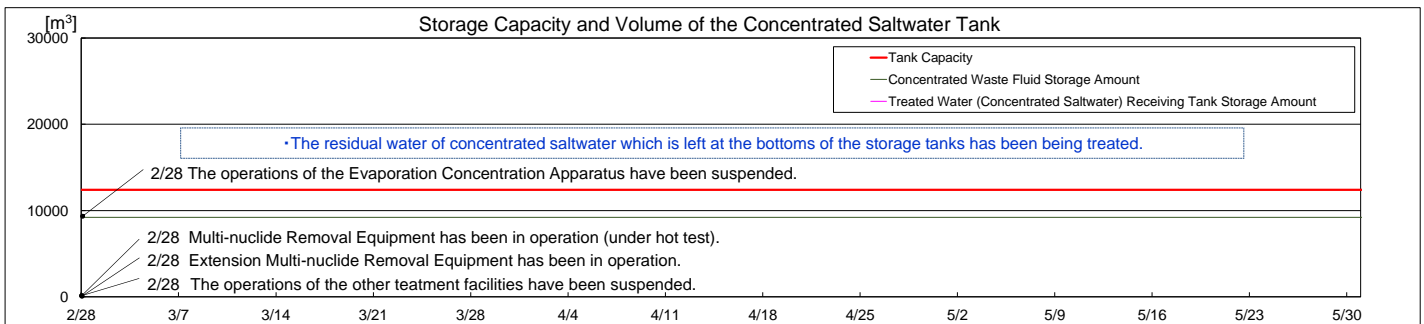 Storage Capacity and Volume of the Concentrated Saltwater Tank
[m³]
30000
Tank Capacity
Concentrated Waste Fluid Storage Amount
Treated Water (Concentrated Saltwater) Receiving Tank Storage Amount
20000
・The residual water of concentrated saltwater which is left at the bottoms of the storage tanks has been being treated.
2/28 The operations of the Evaporation Concentration Apparatus have been suspended.
10000
2/28 Multi-nuclide Removal Equipment has been in operation (under hot test).
2/28 Extension Multi-nuclide Removal Equipment has been in operation.
2/28 The operations of the other teatment facilities have been suspended.
0
2/28 3/7 3/14 3/21 3/28 4/4 4/11 4/18 4/25 5/2 5/9 5/16 5/23 5/30